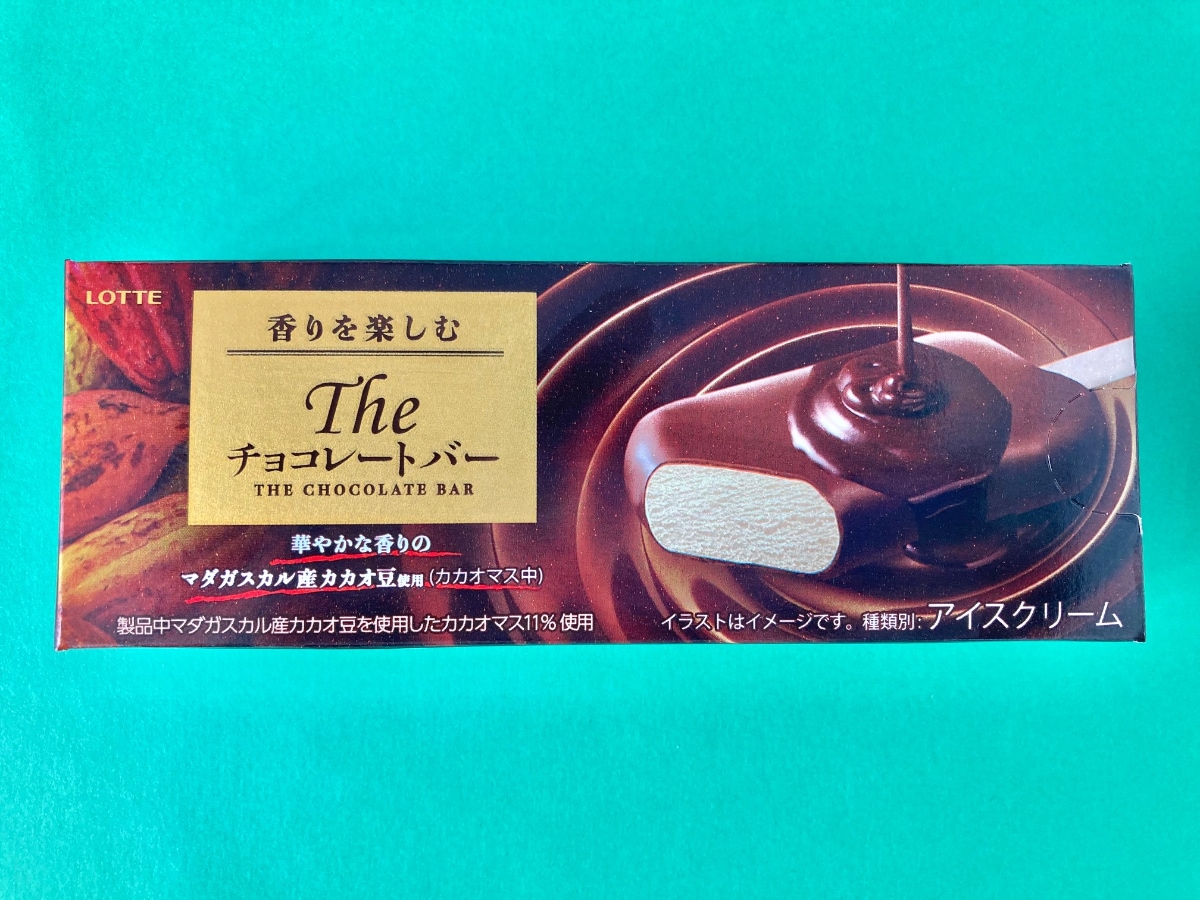 LOTTE
香りを楽しむ
The
チョコレートバー
THE CHOCOLATE BAR
華やかな香りの
マダガスカル産カカオ豆使用(カカオマス中)
製品中マダガスカル産カカオ豆を使用したカカオマス11%使用
イラストはイメージです。種類別:アイスクリーム